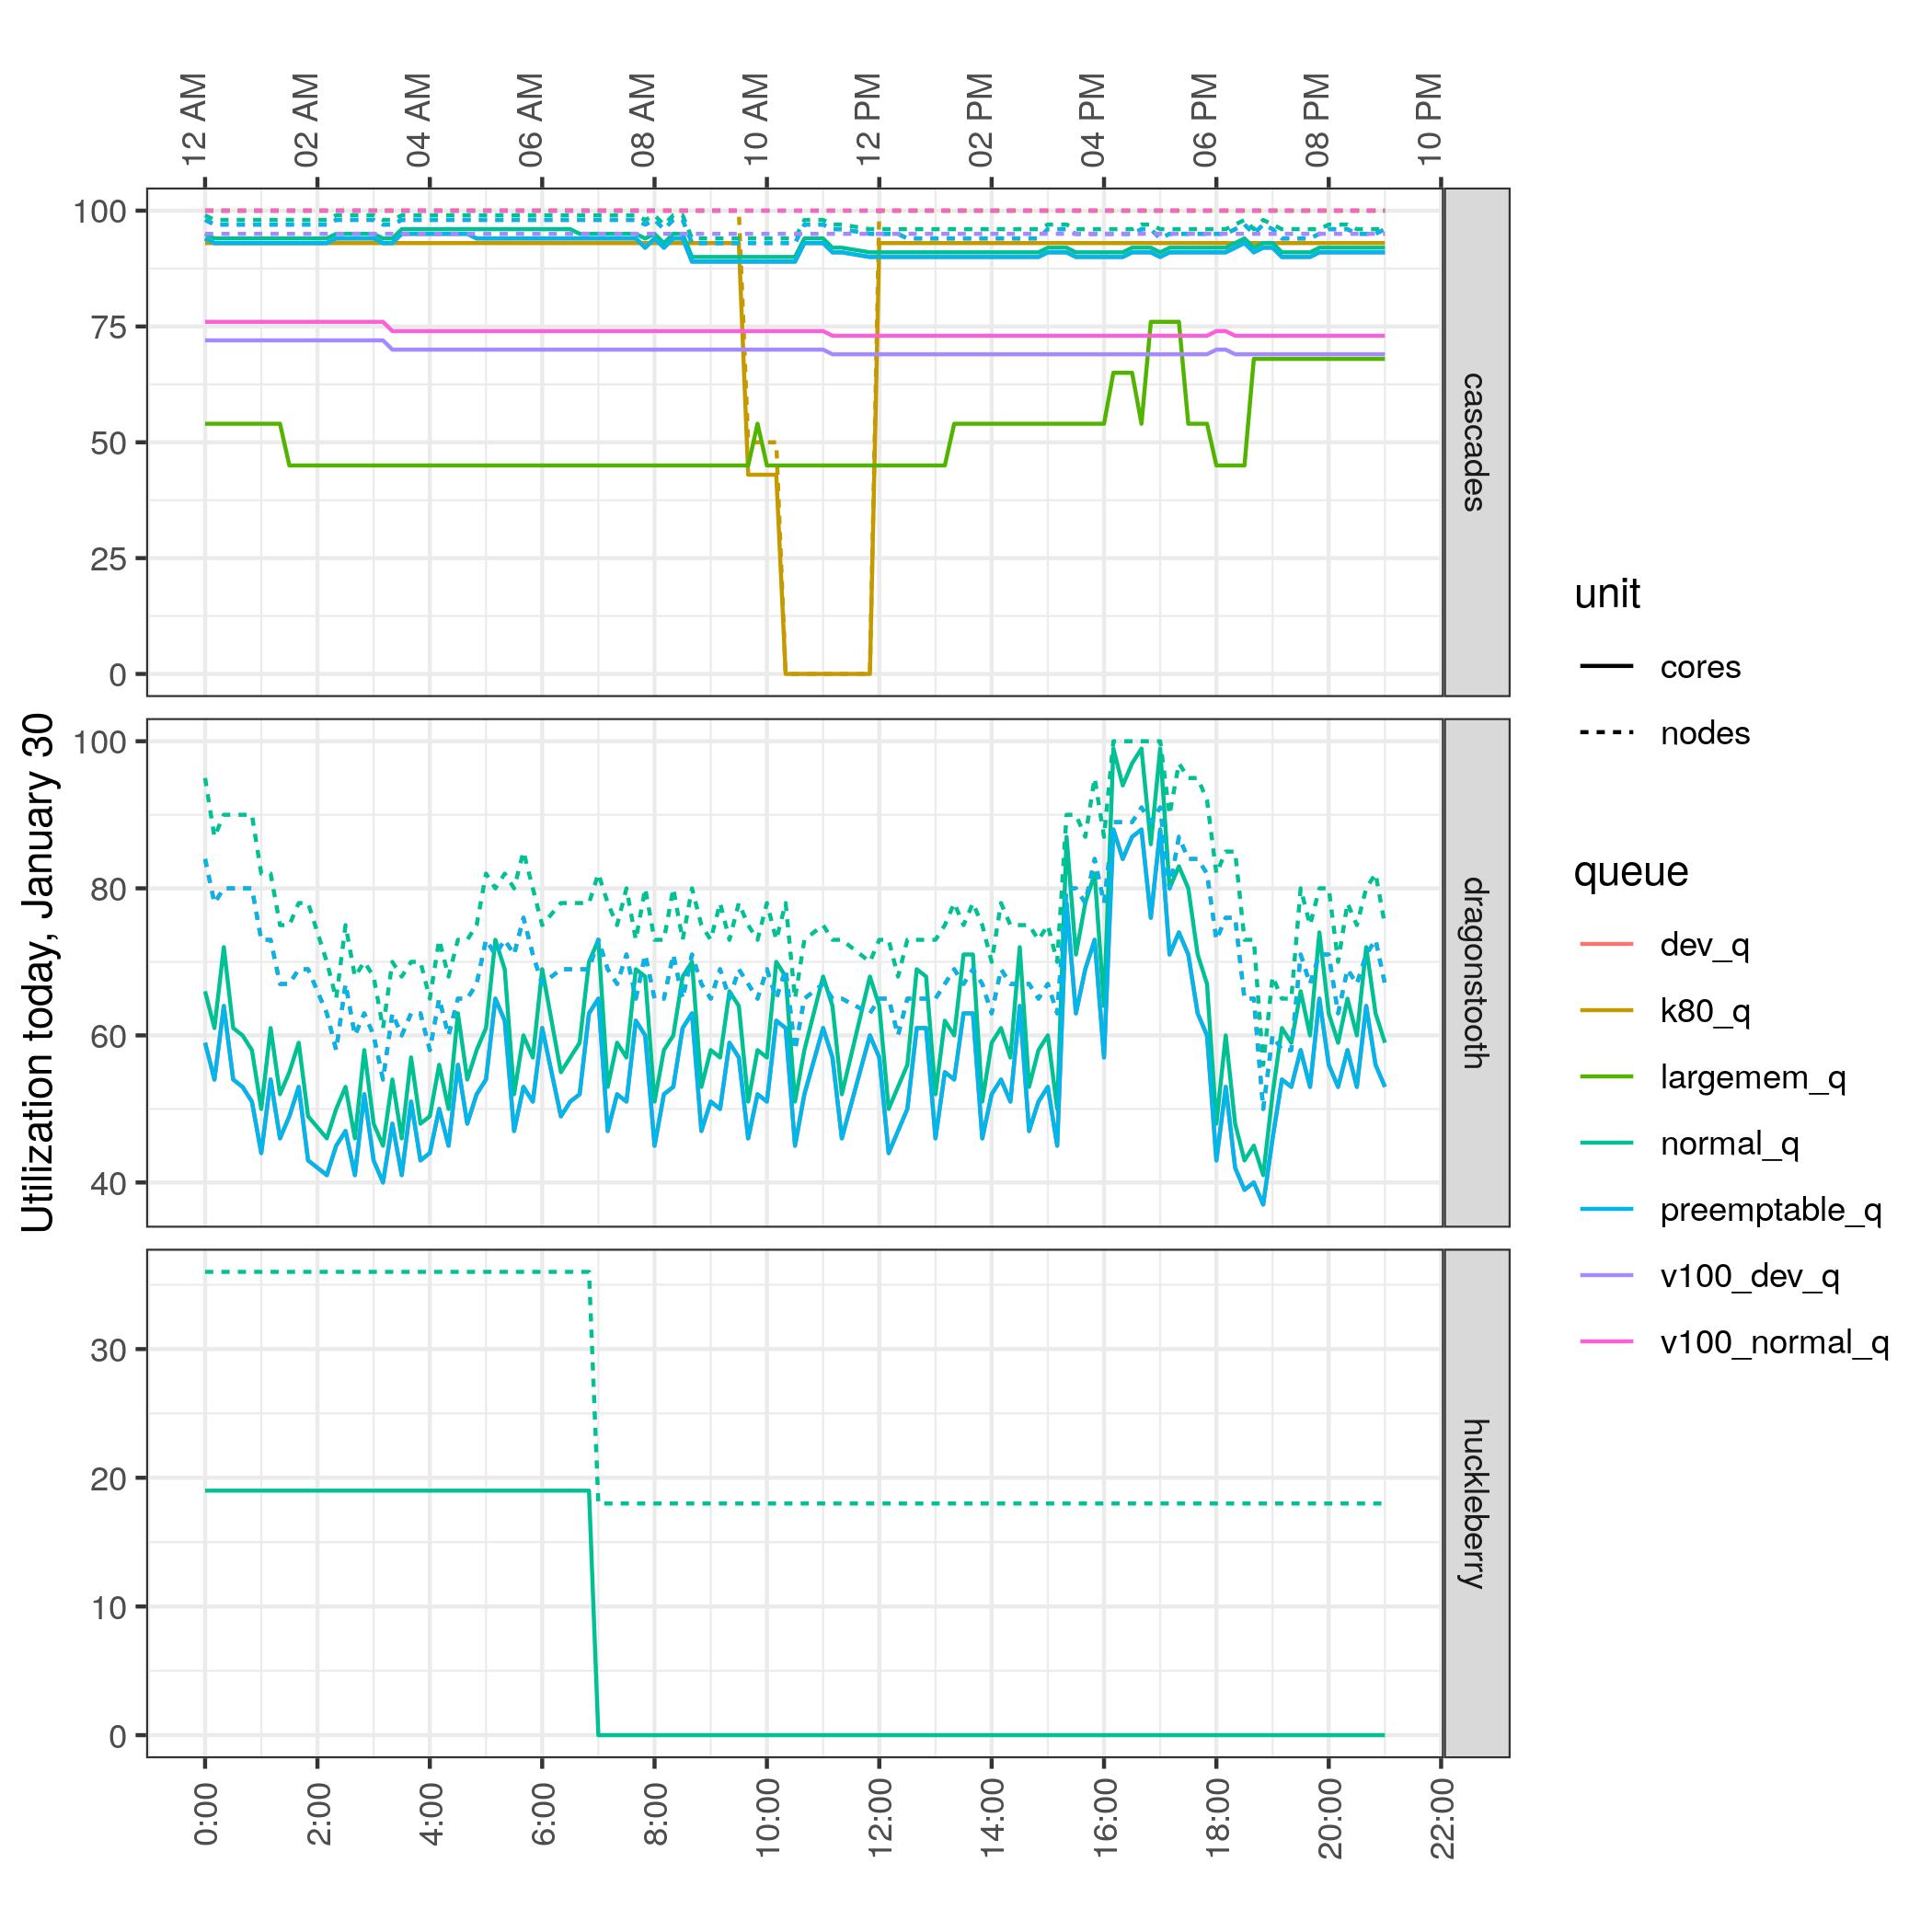 12 AM
02 AM
04 AM
06 AM
08 AM
10 AM
12 PM
02 PM
04 PM
06 PM
08 PM
10 PM
Utilization today, January 30
100
75
50
25
0
cascades
100
80
60
40
dragonstooth
30
20
10
0
huckleberry
0:00
2:00
4:00
6:00
8:00
10:00
12:00
14:00
16:00
18:00
20:00
22:00
unit
cores
nodes
queue
dev_q
k80_q
largemem_q
normal_q
preemptable_q
v100_dev_q
v100_normal_q